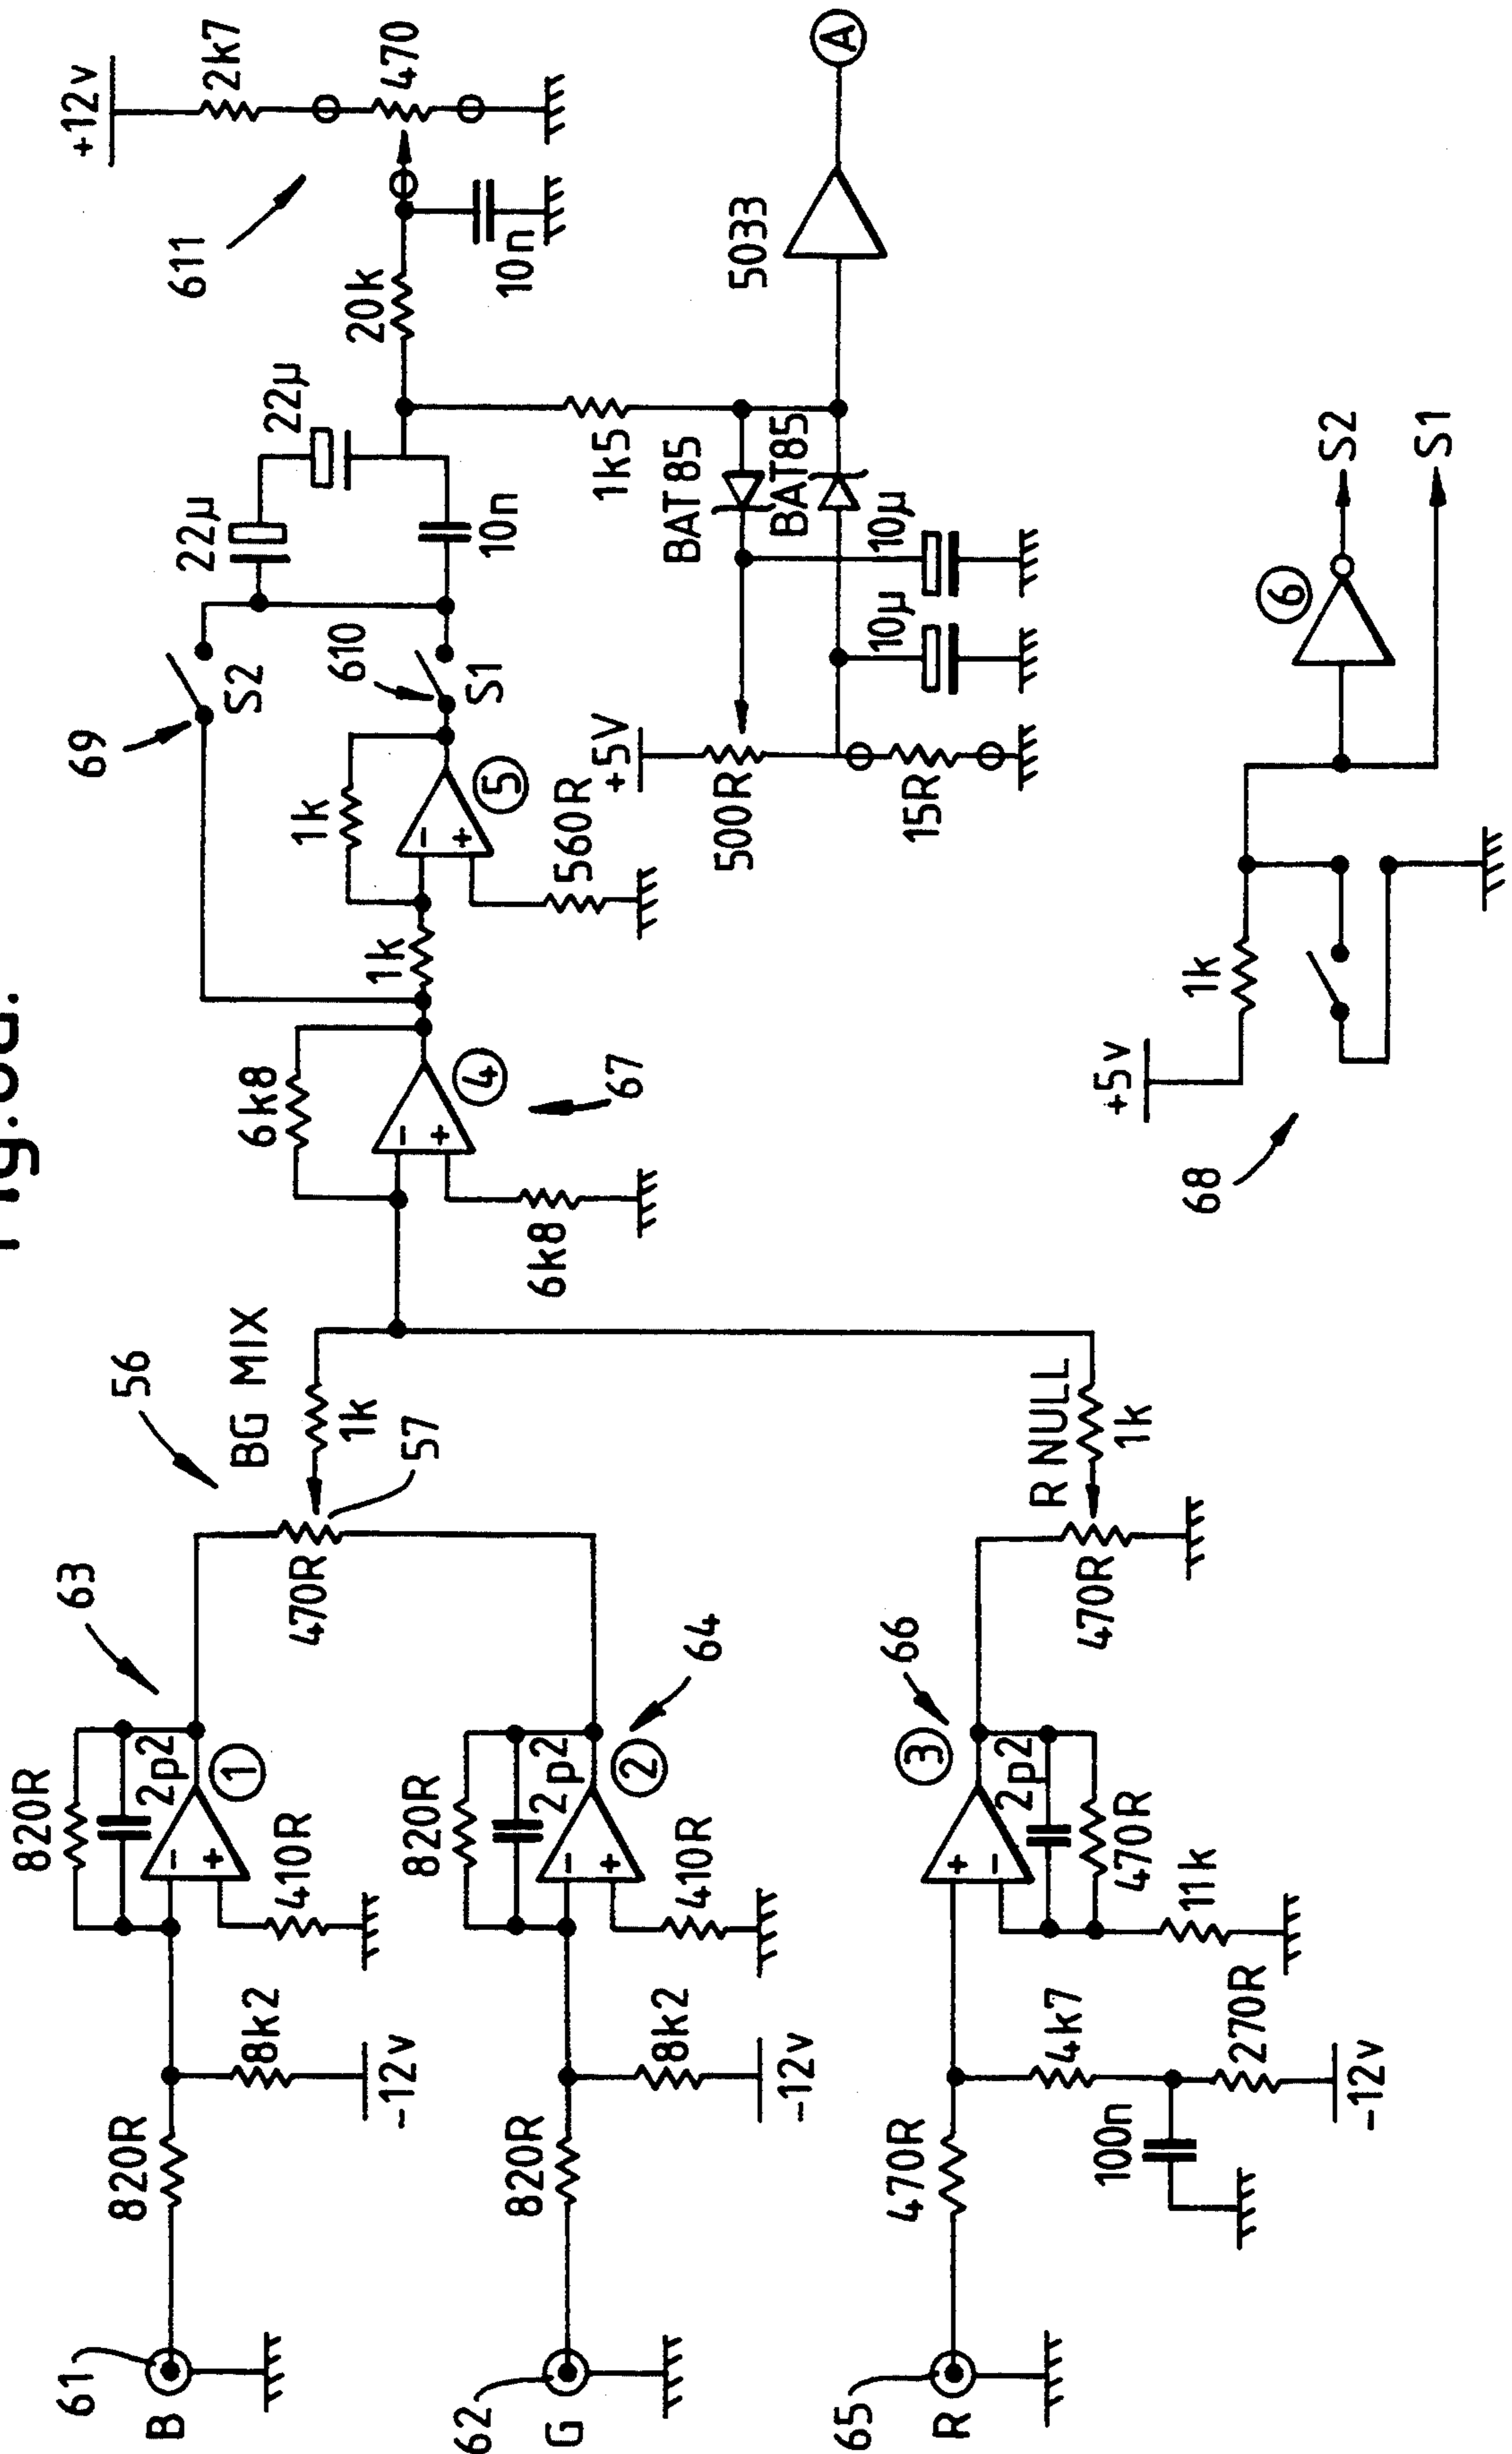 Fig.6a.
61
B
820R
8k2
-12v
820R
2p2
1
410R
63
62
G
820R
8k2
-12v
820R
2p2
2
410R
64
65
R
470R
4k7
100n
270R
-12v
3
2p2
470R
11k
66
56
BG MIX
470R
1k
57
R NULL
470R
1k
6k8
4
6k8
67
1k
1k
5
560R
69
S2
610
S1
22µ
22µ
10n
20k
611
+12v
2k7
470
10n
1k5
BAT85
BAT85
10µ
10µ
+5V
500R
15R
5033
A
68
+5v
1k
6
S2
S1